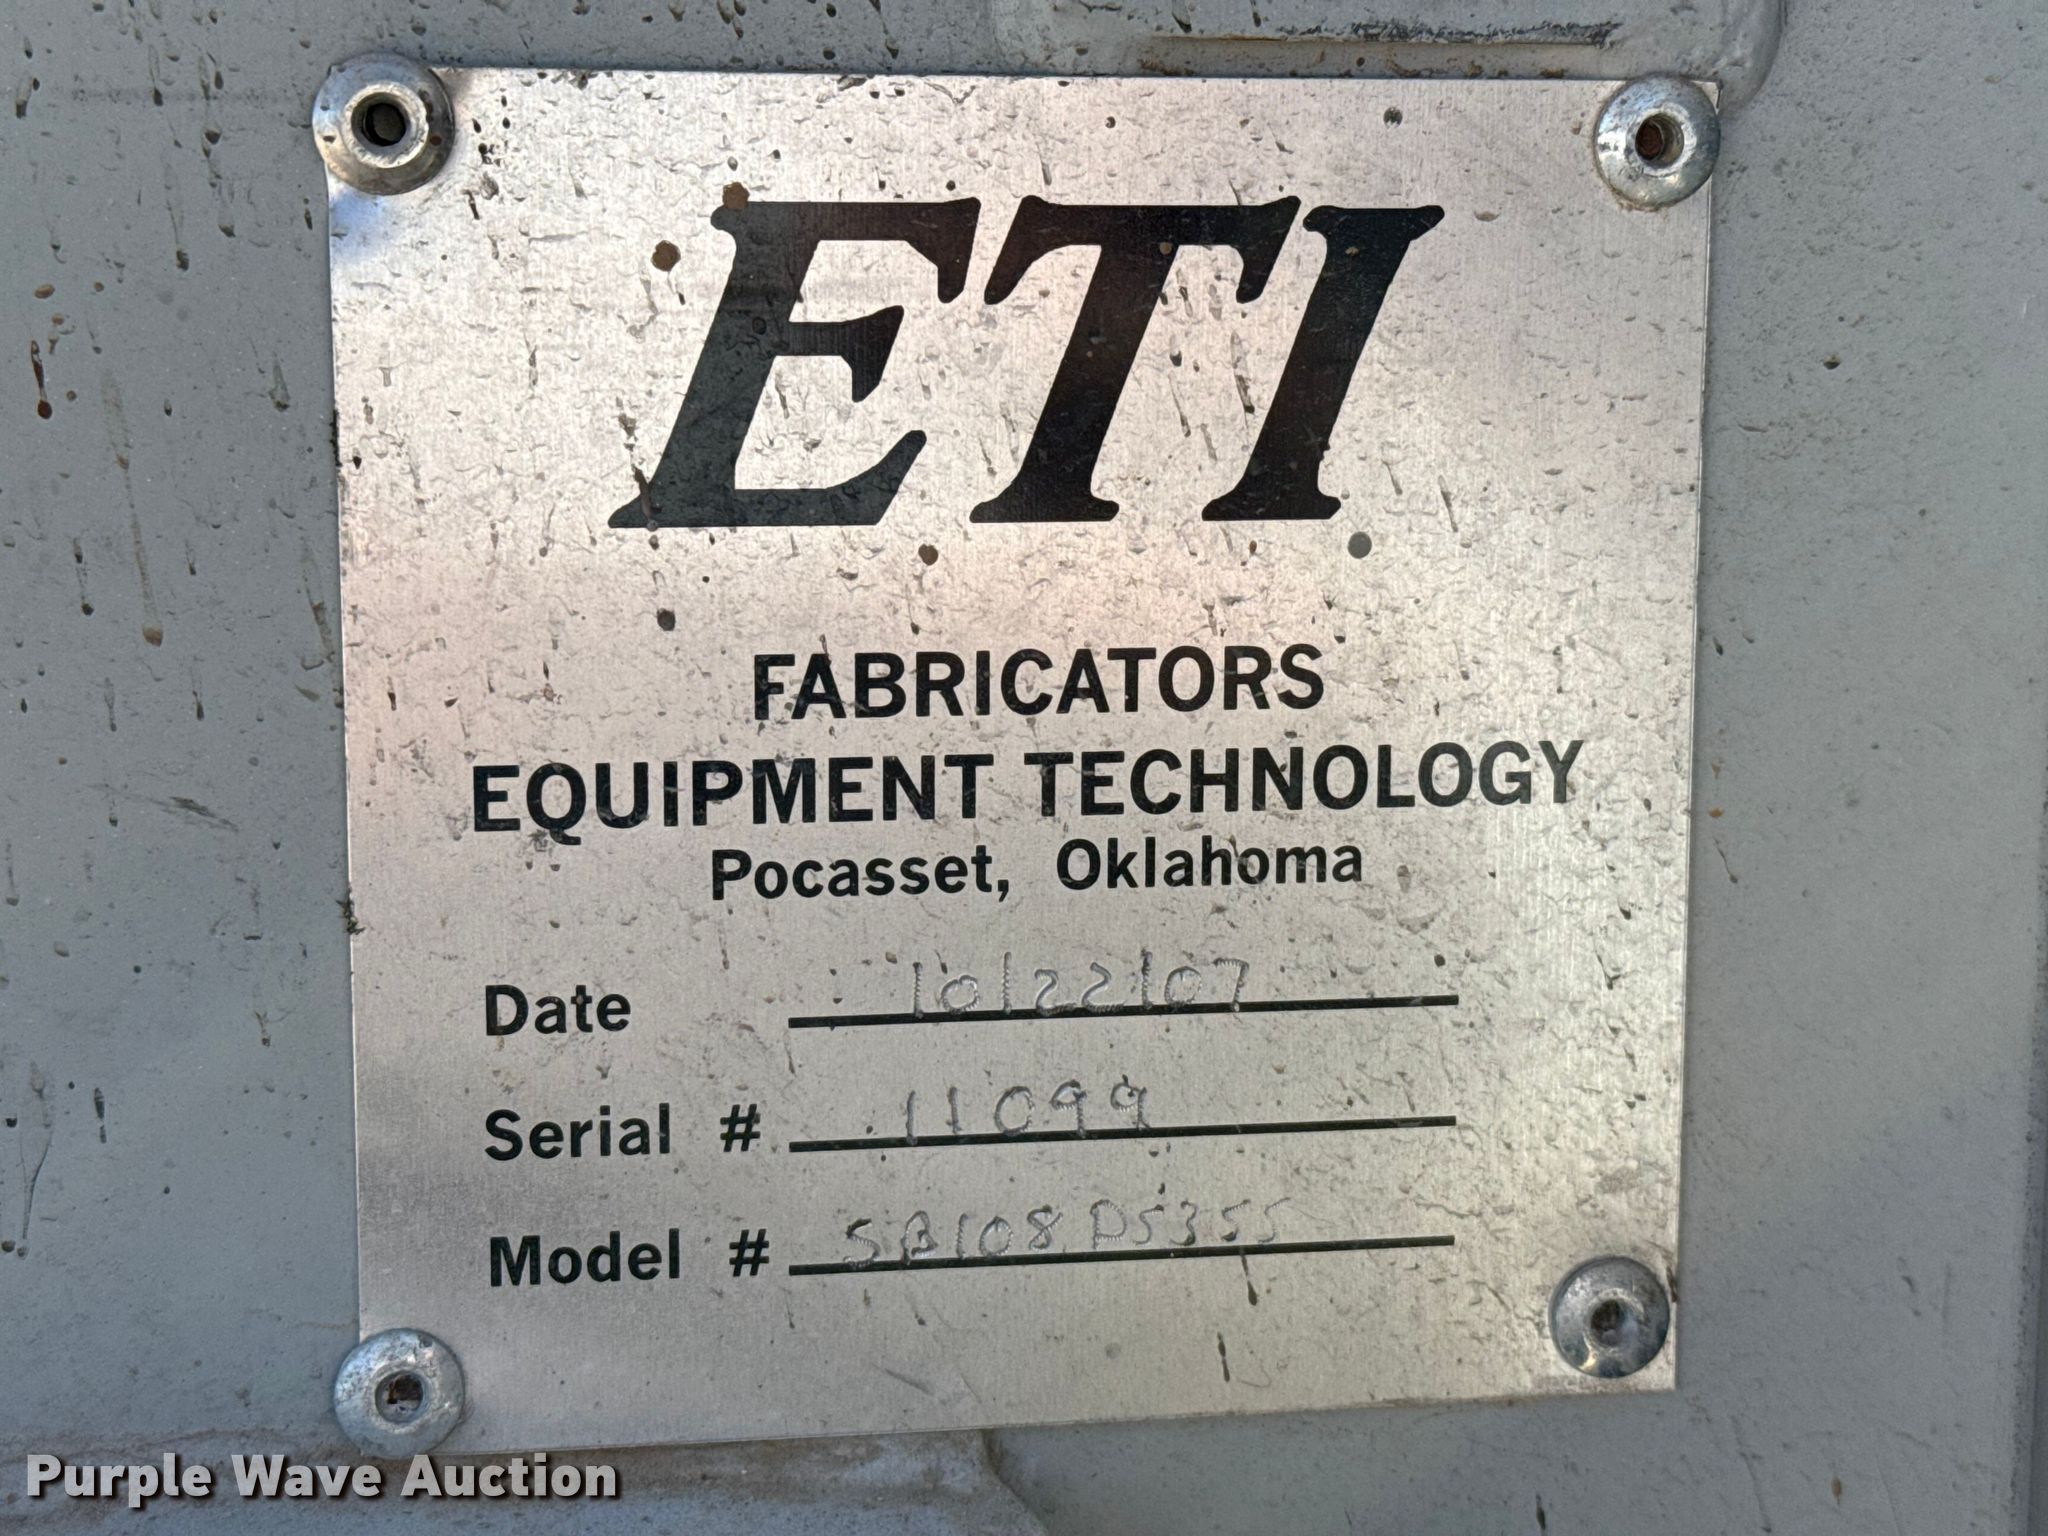 ETI
FABRICATORS
EQUIPMENT TECHNOLOGY
Pocasset, Oklahoma
Date 10/22/07
Serial # 11099
Model # SB108D5355
Purple Wave Auction